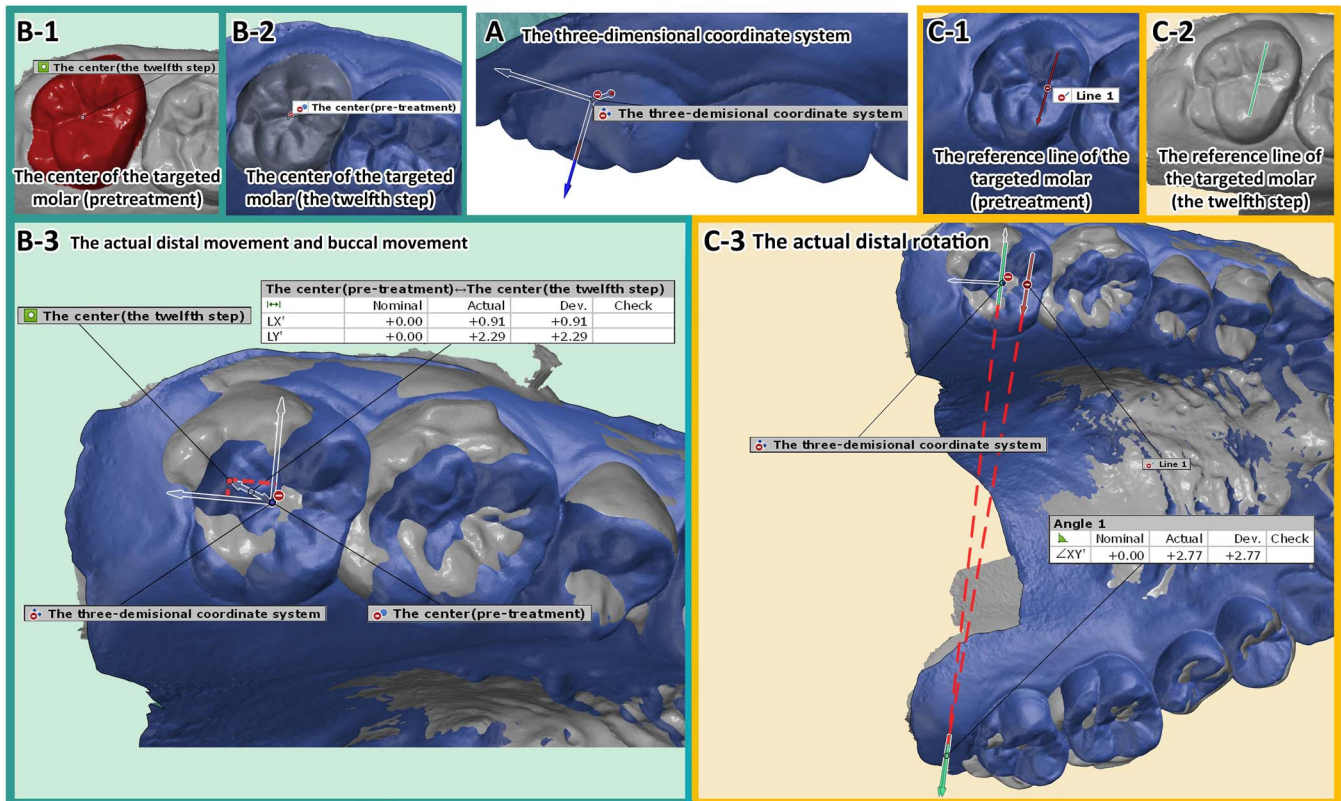 B-1
The center(the twelfth step)
The center of the targeted
molar (pretreatment)
B-2
The center(pre-treatment)
The center of the targeted
molar (the twelfth step)
A The three-dimensional coordinate system
The three-demisional coordinate system
C-1
Line 1
The reference line of the
targeted molar
(pretreatment)
C-2
The reference line of
the targeted molar
(the twelfth step)
B-3 The actual distal movement and buccal movement
The center(pre-treatment)↔The center(the twelfth step)
Nominal Actual Dev. Check
LX' +0.00 +0.91 +0.91
LY' +0.00 +2.29 +2.29
The center(the twelfth step)
The three-demisional coordinate system
The center(pre-treatment)
C-3 The actual distal rotation
The three-demisional coordinate system
Line 1
Angle 1
Nominal Actual Dev. Check
∠XY' +0.00 +2.77 +2.77